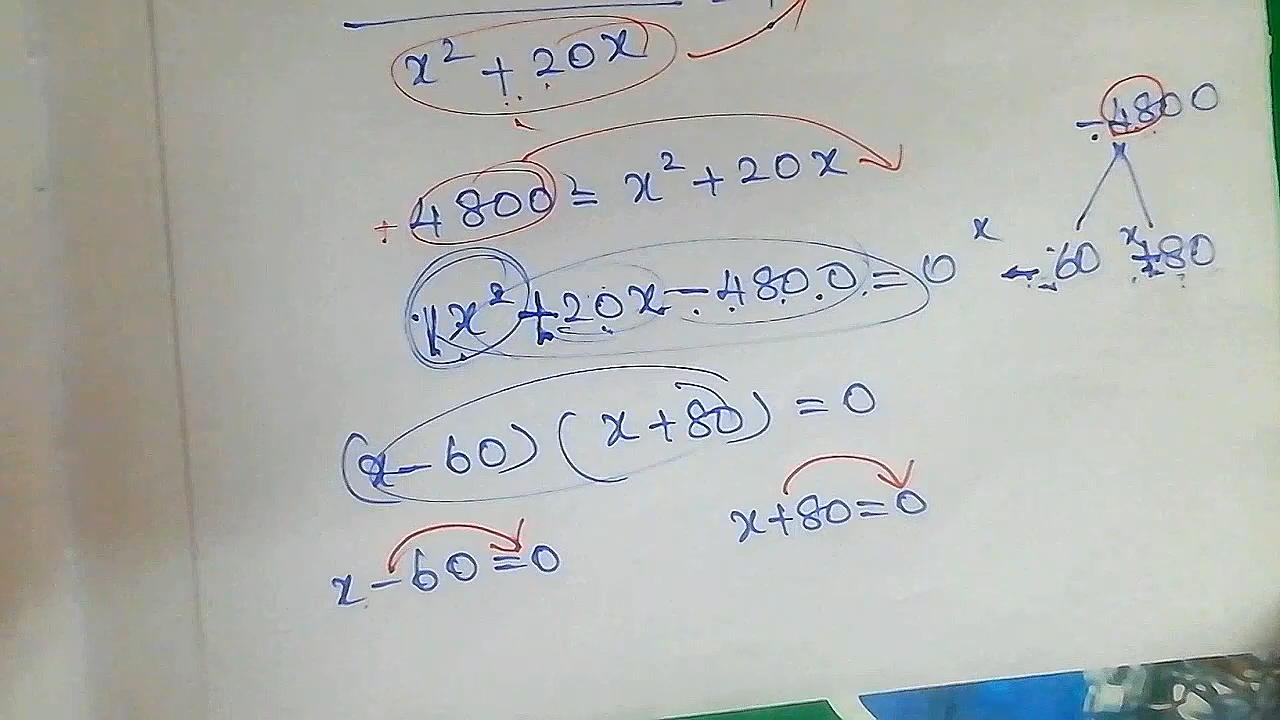 x² + 20x
4800 = x² + 20x
1x² + 20x - 4800 = 0
(x - 60) (x + 80) = 0
x - 60 = 0
x + 80 = 0
- 4800
x
- 60 x + 80